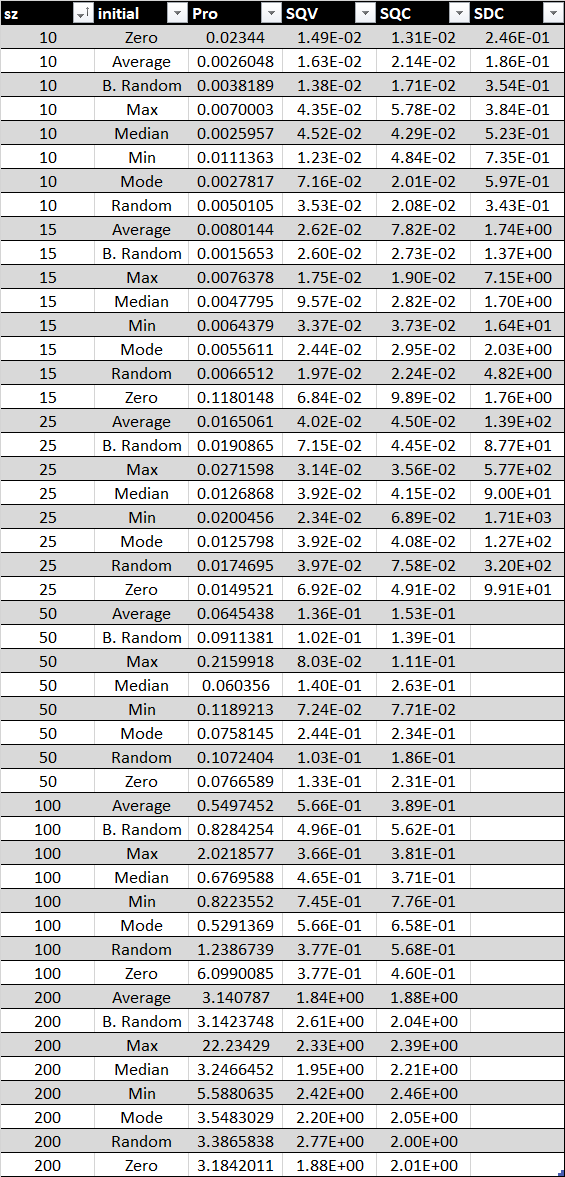 sz initial Pro SQV SQC SDC
10 Zero 0.02344 1.49E-02 1.31E-02 2.46E-01
10 Average 0.0026048 1.63E-02 2.14E-02 1.86E-01
10 B. Random 0.0038189 1.38E-02 1.71E-02 3.54E-01
10 Max 0.0070003 4.35E-02 5.78E-02 3.84E-01
10 Median 0.0025957 4.52E-02 4.29E-02 5.23E-01
10 Min 0.0111363 1.23E-02 4.84E-02 7.35E-01
10 Mode 0.0027817 7.16E-02 2.01E-02 5.97E-01
10 Random 0.0050105 3.53E-02 2.08E-02 3.43E-01
15 Average 0.0080144 2.62E-02 7.82E-02 1.74E+00
15 B. Random 0.0015653 2.60E-02 2.73E-02 1.37E+00
15 Max 0.0076378 1.75E-02 1.90E-02 7.15E+00
15 Median 0.0047795 9.57E-02 2.82E-02 1.70E+00
15 Min 0.0064379 3.37E-02 3.73E-02 1.64E+01
15 Mode 0.0055611 2.44E-02 2.95E-02 2.03E+00
15 Random 0.0066512 1.97E-02 2.24E-02 4.82E+00
15 Zero 0.1180148 6.84E-02 9.89E-02 1.76E+00
25 Average 0.0165061 4.02E-02 4.50E-02 1.39E+02
25 B. Random 0.0190865 7.15E-02 4.45E-02 8.77E+01
25 Max 0.0271598 3.14E-02 3.56E-02 5.77E+02
25 Median 0.0126868 3.92E-02 4.15E-02 9.00E+01
25 Min 0.0200456 2.34E-02 6.89E-02 1.71E+03
25 Mode 0.0125798 3.92E-02 4.08E-02 1.27E+02
25 Random 0.0174695 3.97E-02 7.58E-02 3.20E+02
25 Zero 0.0149521 6.92E-02 4.91E-02 9.91E+01
50 Average 0.0645438 1.36E-01 1.53E-01
50 B. Random 0.0911381 1.02E-01 1.39E-01
50 Max 0.2159918 8.03E-02 1.11E-01
50 Median 0.060356 1.40E-01 2.63E-01
50 Min 0.1189213 7.24E-02 7.71E-02
50 Mode 0.0758145 2.44E-01 2.34E-01
50 Random 0.1072404 1.03E-01 1.86E-01
50 Zero 0.0766589 1.33E-01 2.31E-01
100 Average 0.5497452 5.66E-01 3.89E-01
100 B. Random 0.8284254 4.96E-01 5.62E-01
100 Max 2.0218577 3.66E-01 3.81E-01
100 Median 0.6769588 4.65E-01 3.71E-01
100 Min 0.8223552 7.45E-01 7.76E-01
100 Mode 0.5291369 5.66E-01 6.58E-01
100 Random 1.2386739 3.77E-01 5.68E-01
100 Zero 6.0990085 3.77E-01 4.60E-01
200 Average 3.140787 1.84E+00 1.88E+00
200 B. Random 3.1423748 2.61E+00 2.04E+00
200 Max 22.23429 2.33E+00 2.39E+00
200 Median 3.2466452 1.95E+00 2.21E+00
200 Min 5.5880635 2.42E+00 2.46E+00
200 Mode 3.5483029 2.20E+00 2.05E+00
200 Random 3.3865838 2.77E+00 2.00E+00
200 Zero 3.1842011 1.88E+00 2.01E+00